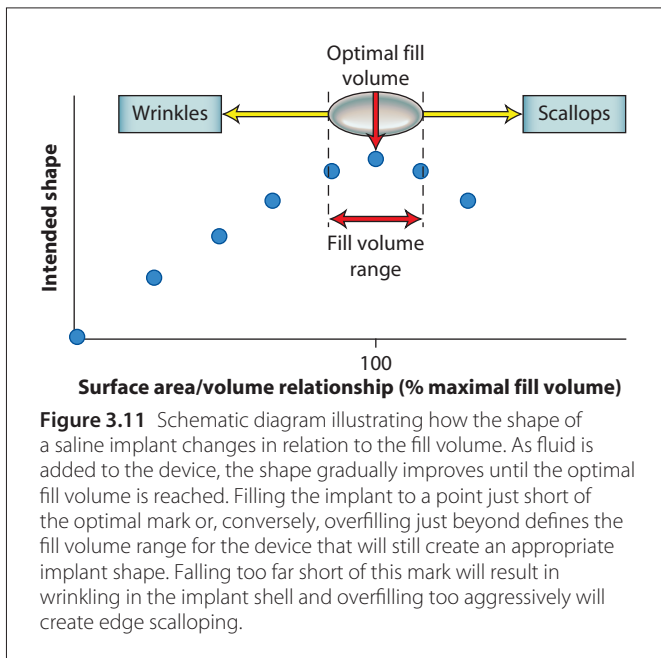 Optimal fill
volume
Wrinkles
Scallops
Intended shape
Fill volume
range
100
Surface area/volume relationship (% maximal fill volume)
Figure 3.11 Schematic diagram illustrating how the shape of
a saline implant changes in relation to the fill volume. As fluid is
added to the device, the shape gradually improves until the optimal
fill volume is reached. Filling the implant to a point just short of
the optimal mark or, conversely, overfilling just beyond defines the
fill volume range for the device that will still create an appropriate
implant shape. Falling too far short of this mark will result in
wrinkling in the implant shell and overfilling too aggressively will
create edge scalloping.